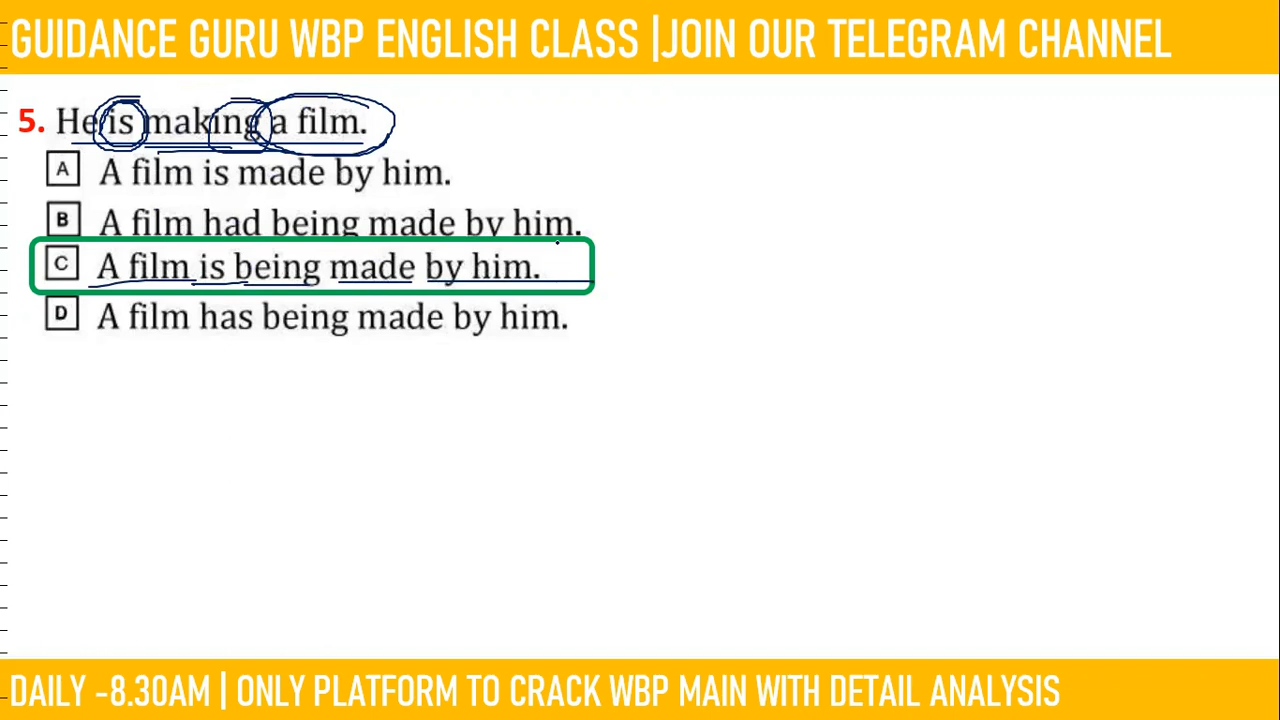 GUIDANCE GURU WBP ENGLISH CLASS |JOIN OUR TELEGRAM CHANNEL
5. He is making a film.
A A film is made by him.
B A film had being made by him.
C A film is being made by him.
D A film has being made by him.
DAILY -8.30AM | ONLY PLATFORM TO CRACK WBP MAIN WITH DETAIL ANALYSIS